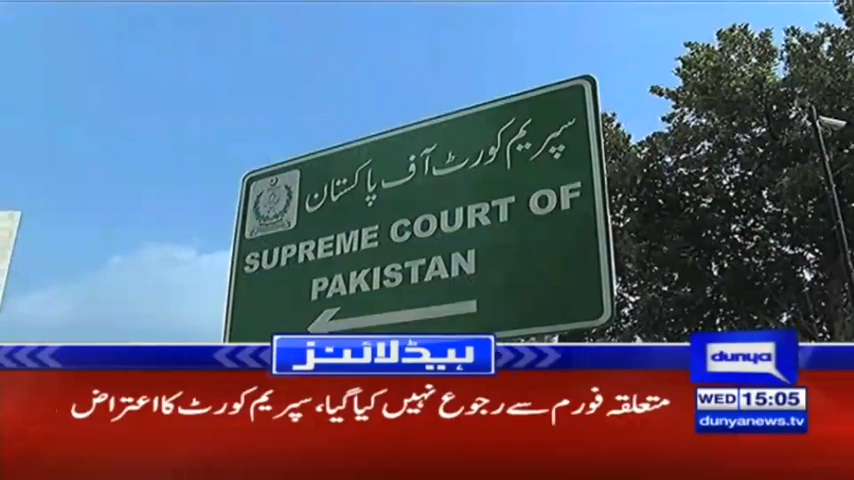 سپریم کورٹ آف پاکستان
SUPREME COURT OF
PAKISTAN
ہیڈلائنز
متعلقہ فورم سے رجوع نہیں کیا گیا، سپریم کورٹ کا اعتراض
dunya
WED 15:05
dunyanews.tv